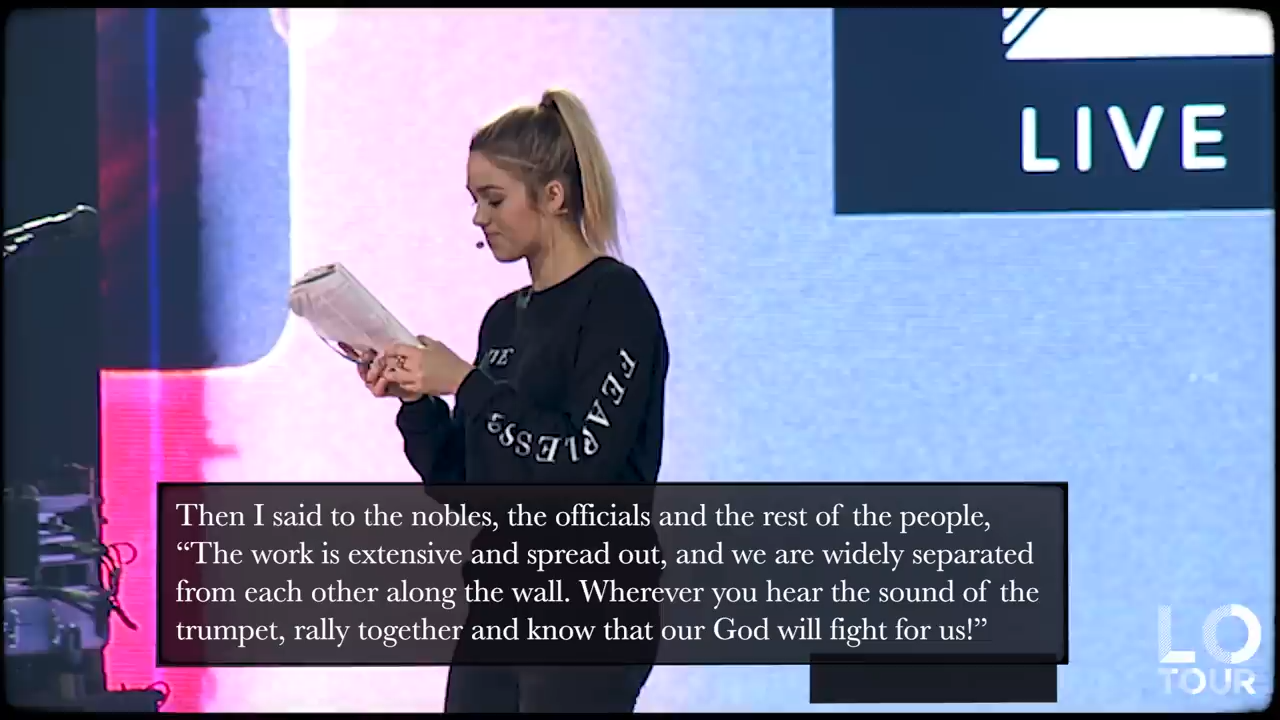 LIVE
IVE
FEARLESS
Then I said to the nobles, the officials and the rest of the people,
“The work is extensive and spread out, and we are widely separated
from each other along the wall. Wherever you hear the sound of the
trumpet, rally together and know that our God will fight for us!”
LO
TOUR